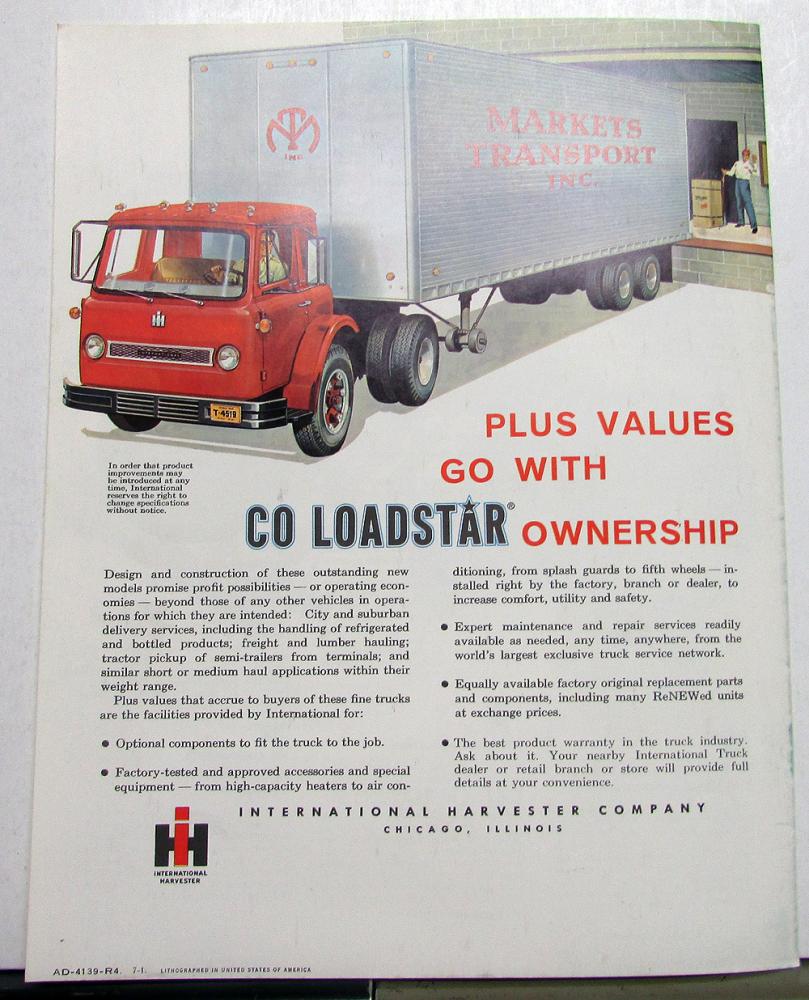 MT
INC
MARKETS
TRANSPORT
INC.
IH
T-4519
In order that product
improvements may
be introduced at any
time, International
reserves the right to
change specifications
without notice.
PLUS VALUES
GO WITH
CO LOADSTAR® OWNERSHIP
Design and construction of these outstanding new
models promise profit possibilities — or operating econ-
omies — beyond those of any other vehicles in opera-
tions for which they are intended: City and suburban
delivery services, including the handling of refrigerated
and bottled products; freight and lumber hauling;
tractor pickup of semi-trailers from terminals; and
similar short or medium haul applications within their
weight range.
Plus values that accrue to buyers of these fine trucks
are the facilities provided by International for:
● Optional components to fit the truck to the job.
● Factory-tested and approved accessories and special
equipment — from high-capacity heaters to air con-
ditioning, from splash guards to fifth wheels — in-
stalled right by the factory, branch or dealer, to
increase comfort, utility and safety.
● Expert maintenance and repair services readily
available as needed, any time, anywhere, from the
world's largest exclusive truck service network.
● Equally available factory original replacement parts
and components, including many ReNEWed units
at exchange prices.
● The best product warranty in the truck industry.
Ask about it. Your nearby International Truck
dealer or retail branch or store will provide full
details at your convenience.
INTERNATIONAL HARVESTER COMPANY
CHICAGO, ILLINOIS
IH
INTERNATIONAL
HARVESTER
AD-4139-R4. 7-1. LITHOGRAPHED IN UNITED STATES OF AMERICA